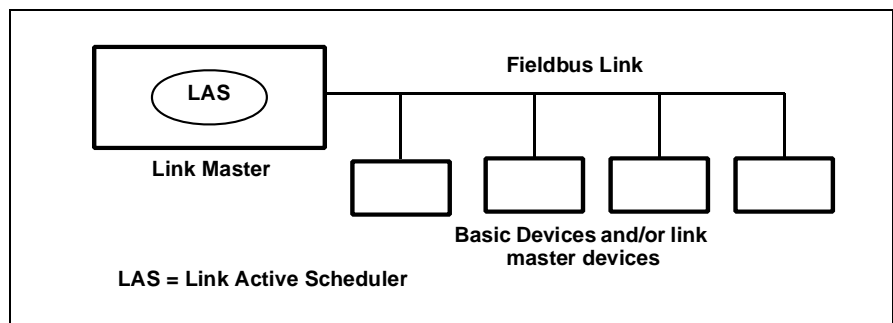 Fieldbus Link
LAS
Link Master
Basic Devices and/or link
master devices
LAS = Link Active Scheduler